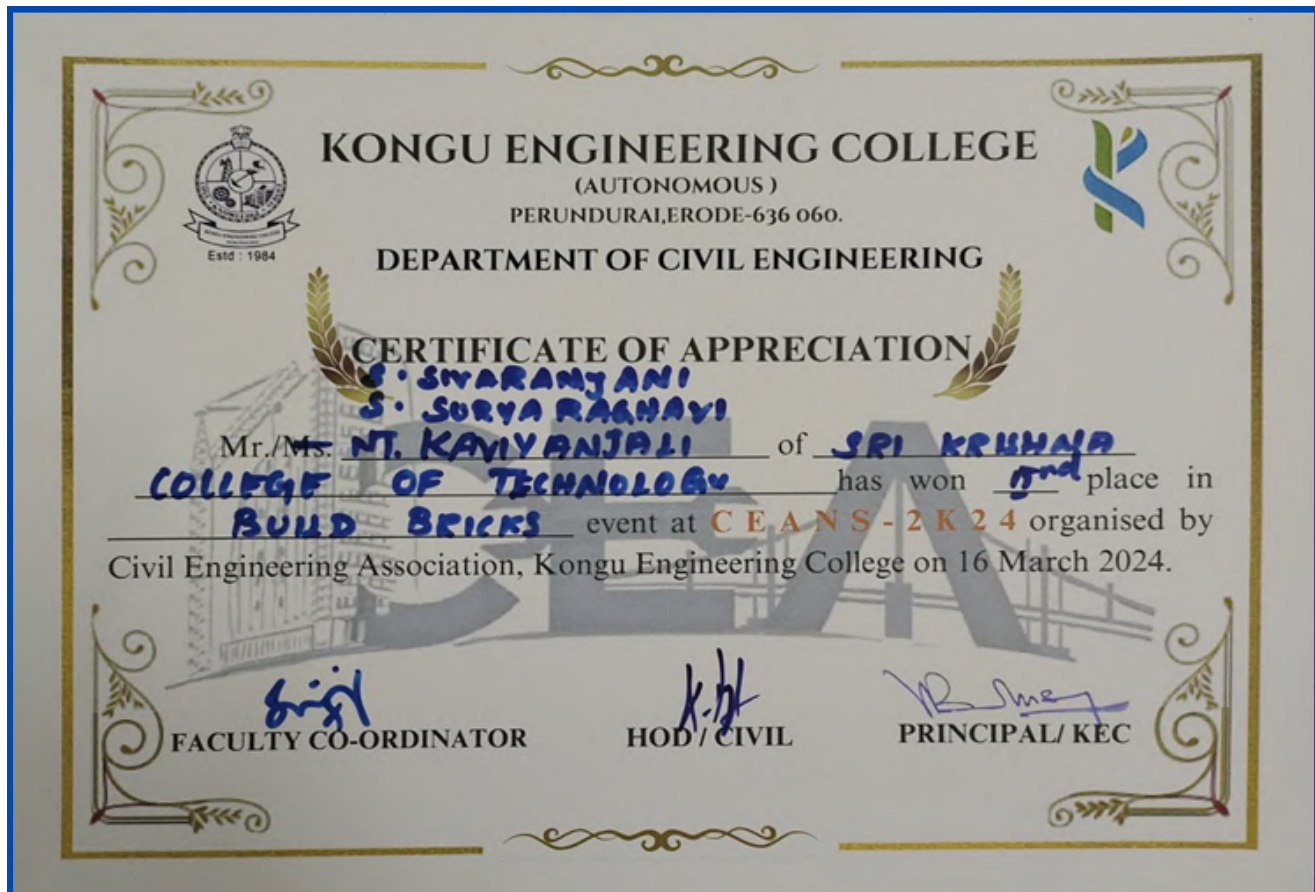 KONGU ENGINEERING COLLEGE
(AUTONOMOUS )
PERUNDURAI,ERODE-636 060.
Estd : 1984
DEPARTMENT OF CIVIL ENGINEERING
CERTIFICATE OF APPRECIATION
S. SIVARANJANI
S. SURYA RAGHAVI
Mr./Ms. NT. KAVIYANJALI of SRI KRISHNA
COLLEGE OF TECHNOLOGY has won IInd place in
BUILD BRICKS event at CEANS-2K24 organised by
Civil Engineering Association, Kongu Engineering College on 16 March 2024.
CEA
FACULTY CO-ORDINATOR HOD / CIVIL PRINCIPAL/ KEC